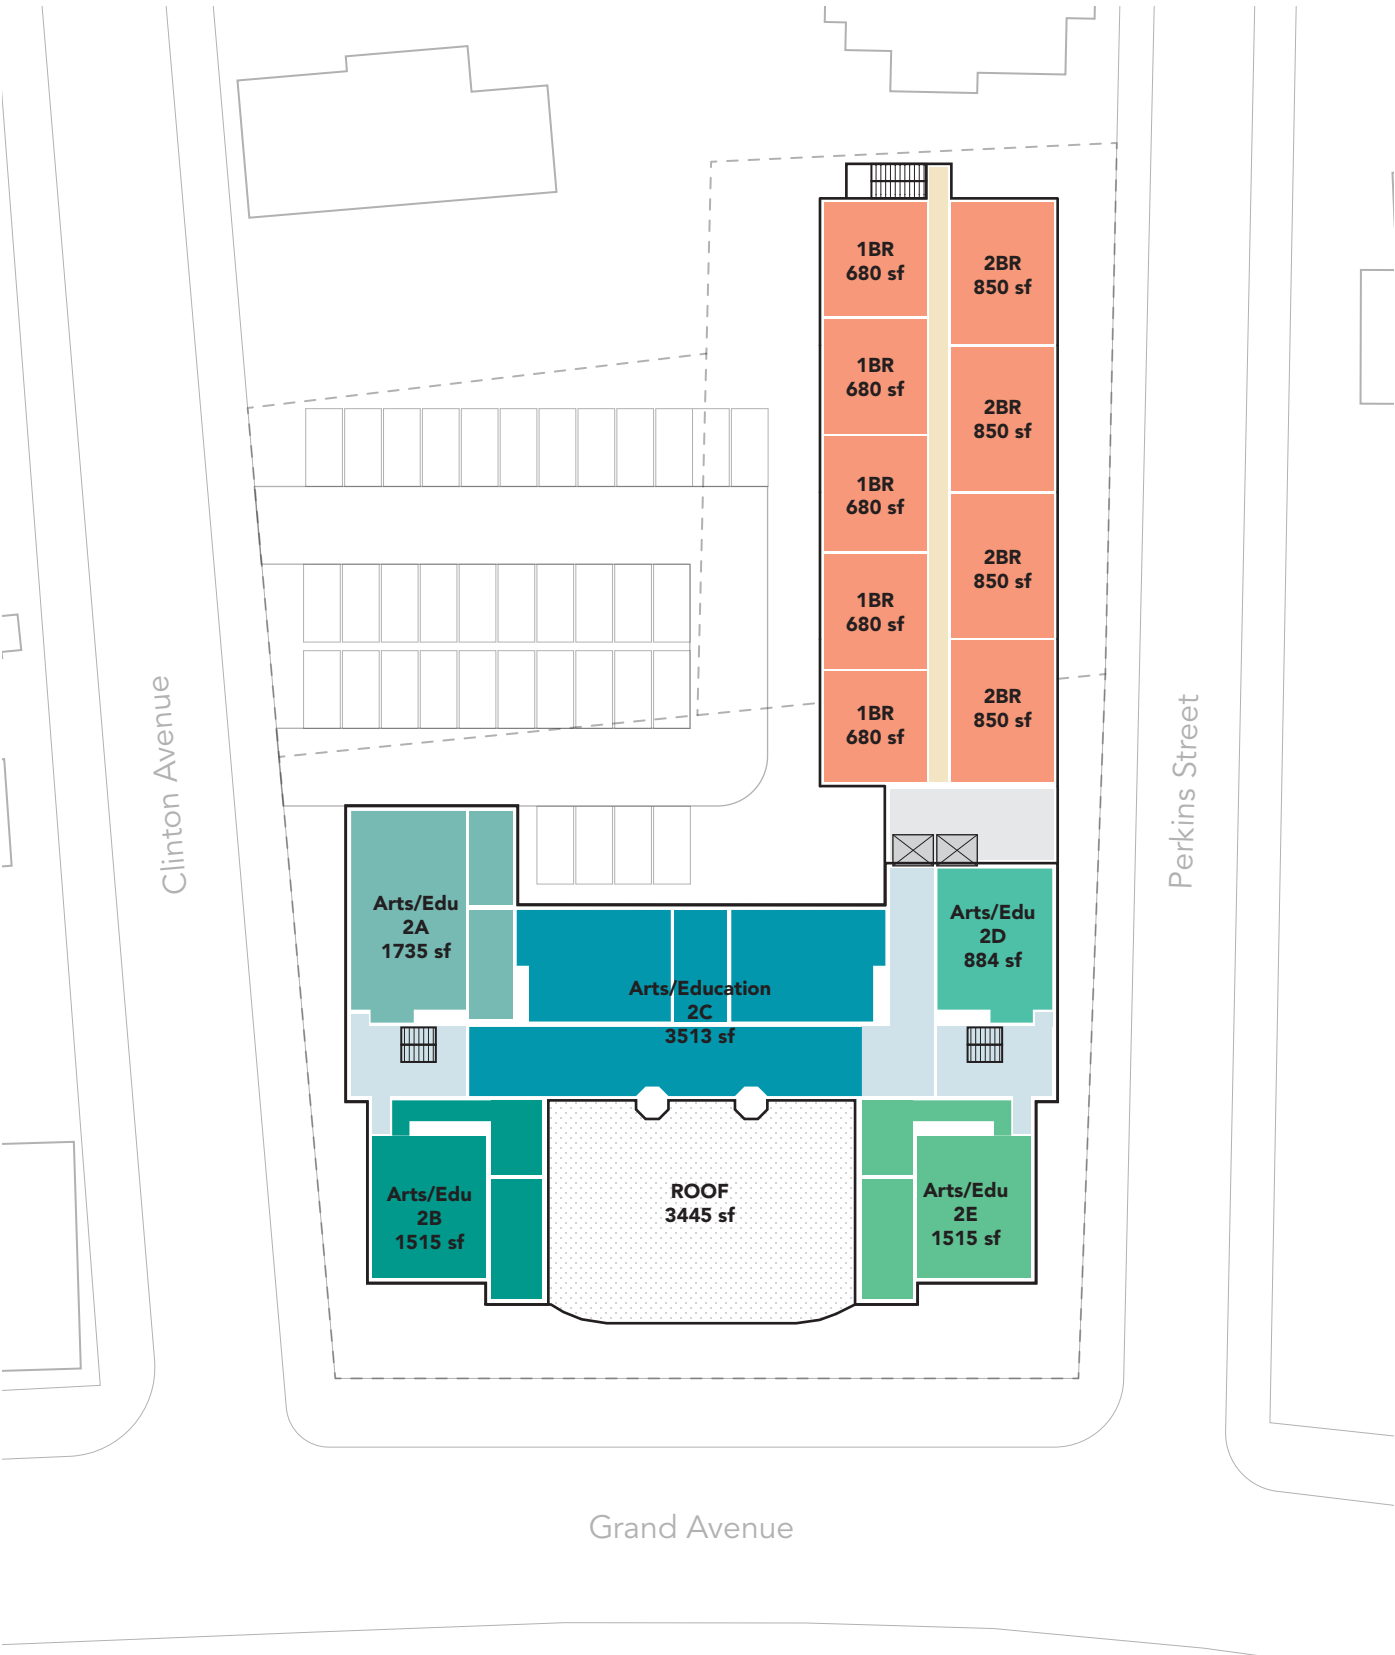 1BR
680 sf
2BR
850 sf
1BR
680 sf
2BR
850 sf
1BR
680 sf
2BR
850 sf
1BR
680 sf
2BR
850 sf
1BR
680 sf
Clinton Avenue
Perkins Street
Arts/Edu
2A
1735 sf
Arts/Education
2C
3513 sf
Arts/Edu
2D
884 sf
Arts/Edu
2B
1515 sf
ROOF
3445 sf
Arts/Edu
2E
1515 sf
Grand Avenue